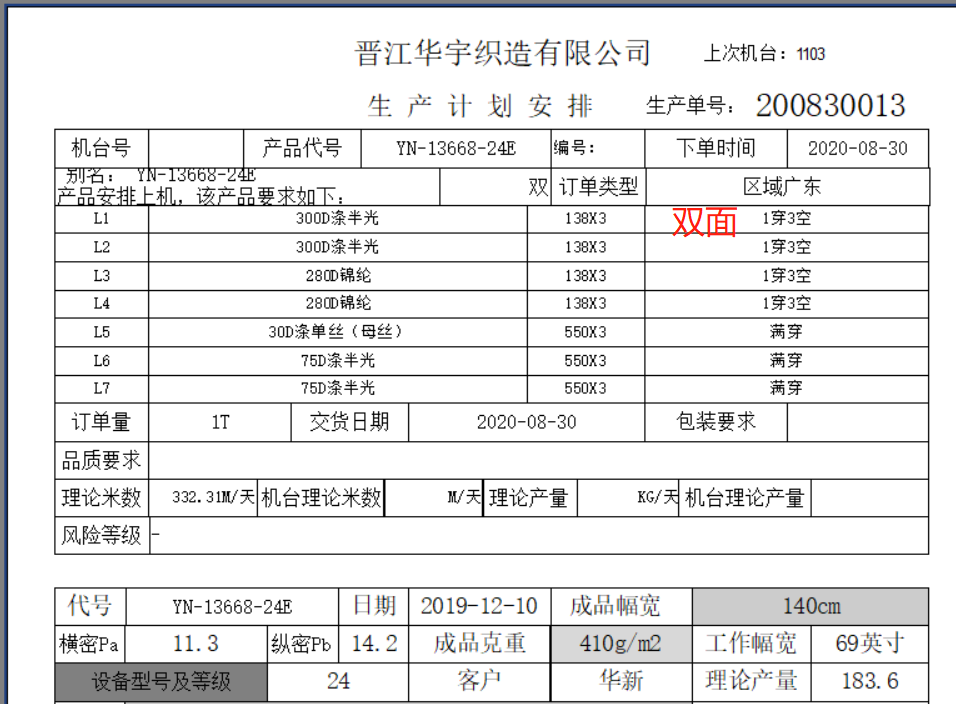 晋江华宇织造有限公司 上次机台：1103
生产计划安排 生产单号：200830013
机台号 产品代号 YN-13668-24E 编号： 下单时间 2020-08-30
别名： YN-13668-24E
产品安排上机，该产品要求如下： 双 订单类型 区域广东
L1 300D涤半光 138X3 双面 1穿3空
L2 300D涤半光 138X3 1穿3空
L3 280D锦纶 138X3 1穿3空
L4 280D锦纶 138X3 1穿3空
L5 30D涤单丝（母丝） 550X3 满穿
L6 75D涤半光 550X3 满穿
L7 75D涤半光 550X3 满穿
订单量 1T 交货日期 2020-08-30 包装要求
品质要求
理论米数 332.31M/天 机台理论米数 M/天 理论产量 KG/天 机台理论产量
风险等级 -
代号 YN-13668-24E 日期 2019-12-10 成品幅宽 140cm
横密Pa 11.3 纵密Pb 14.2 成品克重 410g/m2 工作幅宽 69英寸
设备型号及等级 24 客户 华新 理论产量 183.6